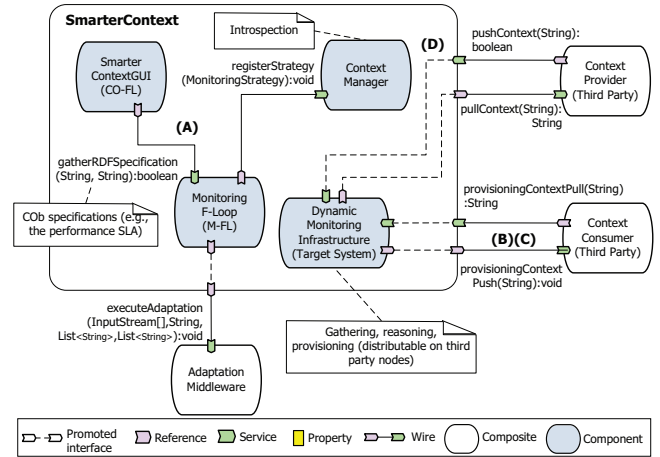 SmarterContext
Introspection
Smarter
ContextGUI
(CO-FL)
registerStrategy
(MonitoringStrategy):void
Context
Manager
(D)
pushContext(String):
boolean
Context
Provider
(Third Party)
pullContext(String):
String
(A)
gatherRDFSpecification
(String, String):boolean
COb specifications (e.g.,
the performance SLA)
Monitoring
F-Loop
(M-FL)
Dynamic
Monitoring
Infrastructure
(Target System)
provisioningContextPull(String)
:String
(B)(C)
Context
Consumer
(Third Party)
provisioningContext
Push(String):void
executeAdaptation
(InputStream[],String,
List<String>,List<String>):void
Gathering, reasoning,
provisioning (distributable on third
party nodes)
Adaptation
Middleware
Promoted
interface
Reference
Service
Property
Wire
Composite
Component